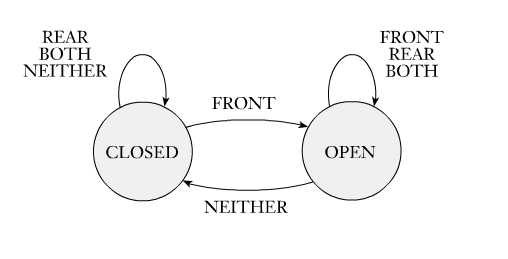 REAR
BOTH
NEITHER
FRONT
REAR
BOTH
FRONT
CLOSED
OPEN
NEITHER